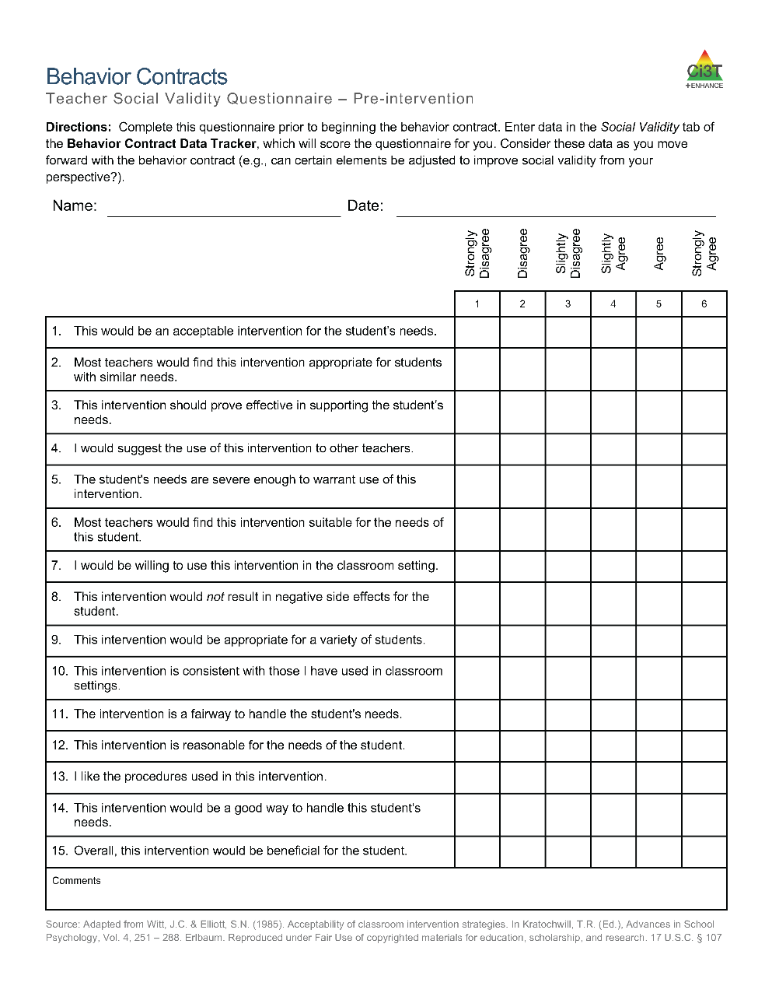 Behavior Contracts
Teacher Social Validity Questionnaire – Pre-intervention
Ci3T
+ENHANCE
Directions: Complete this questionnaire prior to beginning the behavior contract. Enter data in the Social Validity tab of
the Behavior Contract Data Tracker, which will score the questionnaire for you. Consider these data as you move
forward with the behavior contract (e.g., can certain elements be adjusted to improve social validity from your
perspective?).
Name: Date:
Strongly
Disagree
Disagree
Slightly
Disagree
Slightly
Agree
Agree
Strongly
Agree
1 2 3 4 5 6
1. This would be an acceptable intervention for the student's needs.
2. Most teachers would find this intervention appropriate for students
with similar needs.
3. This intervention should prove effective in supporting the student's
needs.
4. I would suggest the use of this intervention to other teachers.
5. The student's needs are severe enough to warrant use of this
intervention.
6. Most teachers would find this intervention suitable for the needs of
this student.
7. I would be willing to use this intervention in the classroom setting.
8. This intervention would not result in negative side effects for the
student.
9. This intervention would be appropriate for a variety of students.
10. This intervention is consistent with those I have used in classroom
settings.
11. The intervention is a fairway to handle the student's needs.
12. This intervention is reasonable for the needs of the student.
13. I like the procedures used in this intervention.
14. This intervention would be a good way to handle this student's
needs.
15. Overall, this intervention would be beneficial for the student.
Comments
Source: Adapted from Witt, J.C. & Elliott, S.N. (1985). Acceptability of classroom intervention strategies. In Kratochwill, T.R. (Ed.), Advances in School
Psychology, Vol. 4, 251 – 288. Erlbaum. Reproduced under Fair Use of copyrighted materials for education, scholarship, and research. 17 U.S.C. § 107